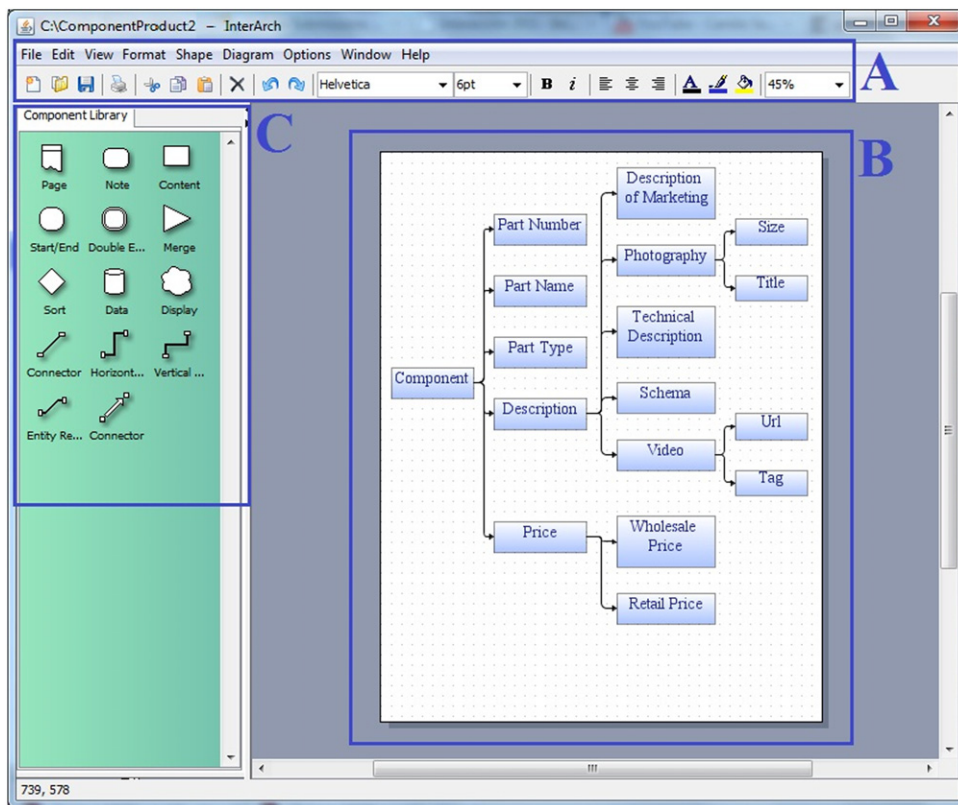 C:\ComponentProduct2 – InterArch
File Edit View Format Shape Diagram Options Window Help
A
Helvetica 6pt B i A 45%
Component Library
C
B
Page Note Content
Start/End Double E... Merge
Sort Data Display
Connector Horizont... Vertical ...
Entity Re... Connector
Component
Part Number
Part Name
Part Type
Description
Price
Description
of Marketing
Photography
Technical
Description
Schema
Video
Wholesale
Price
Retail Price
Size
Title
Url
Tag
739, 578